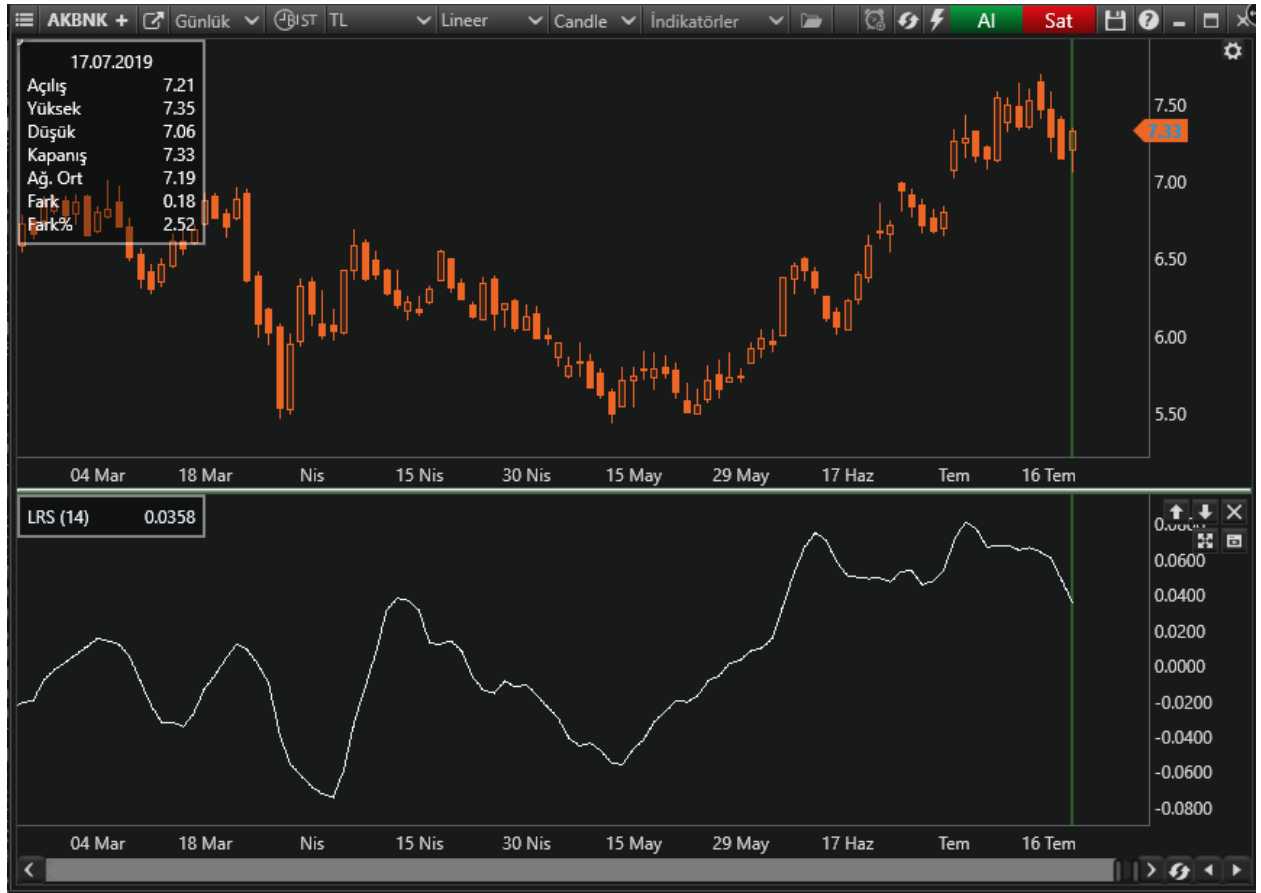 AKBNK + Günlük BIST TL Lineer Candle İndikatörler Al Sat
17.07.2019
Açılış 7.21
Yüksek 7.35
Düşük 7.06
Kapanış 7.33
Ağ. Ort 7.19
Fark 0.18
Fark% 2.52
7.50
7.33
7.00
6.50
6.00
5.50
04 Mar 18 Mar Nis 15 Nis 30 Nis 15 May 29 May 17 Haz Tem 16 Tem
LRS (14) 0.0358
0.0600
0.0400
0.0200
0.0000
-0.0200
-0.0400
-0.0600
-0.0800
04 Mar 18 Mar Nis 15 Nis 30 Nis 15 May 29 May 17 Haz Tem 16 Tem